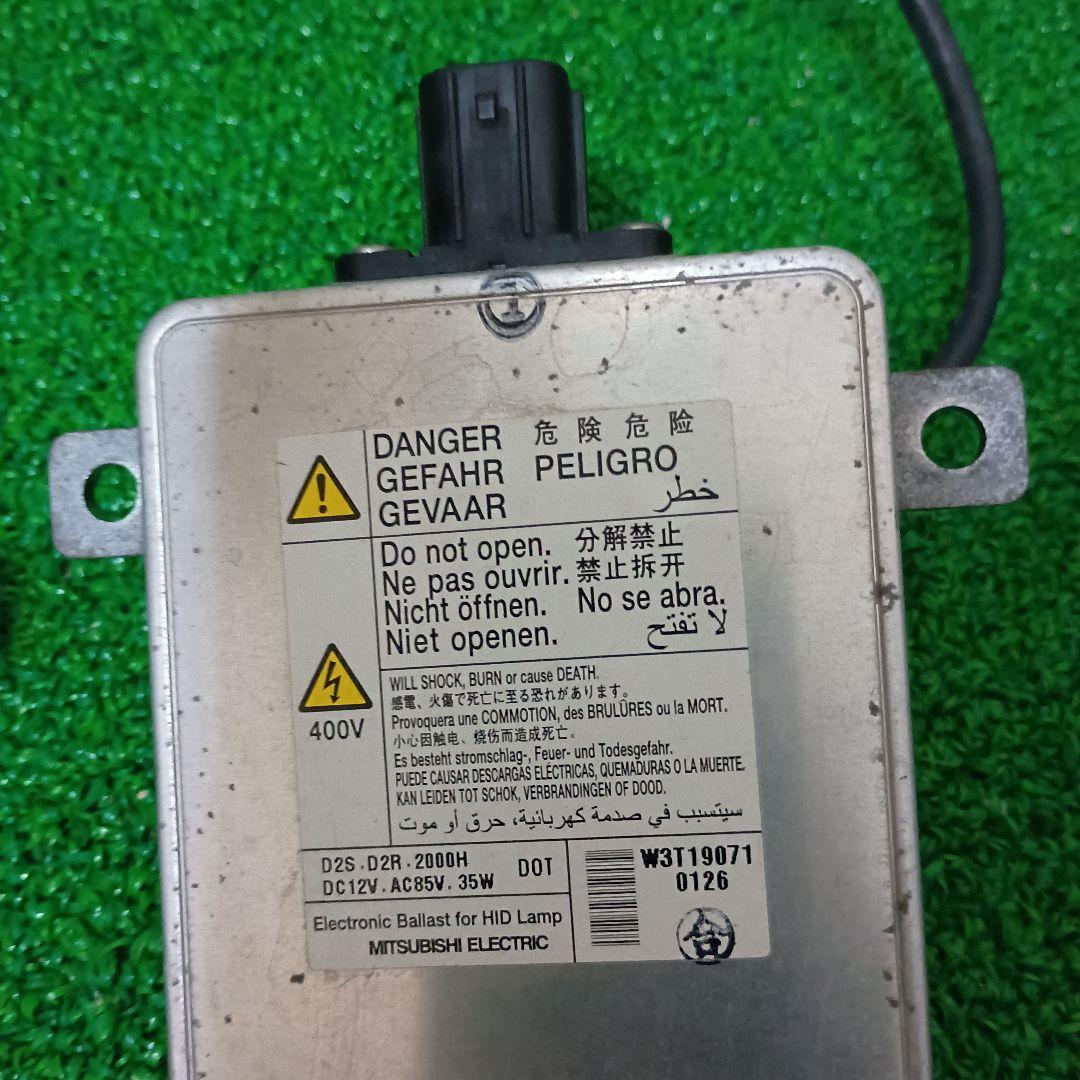 I
DANGER 危険 危险
GEFAHR PELIGRO
GEVAAR خطر
Do not open. 分解禁止
Ne pas ouvrir. 禁止拆开
Nicht öffnen. No se abra.
Niet openen. لا تفتح
WILL SHOCK, BURN or cause DEATH.
感電、火傷で死亡に至る恐れがあります。
Provoquera une COMMOTION, des BRULÛRES ou la MORT.
400V
小心因触电、烧伤而造成死亡。
Es besteht stromschlag-, Feuer- und Todesgefahr.
PUEDE CAUSAR DESCARGAS ELÉCTRICAS, QUEMADURAS O LA MUERTE.
KAN LEIDEN TOT SCHOK, VERBRANDINGEN OF DOOD.
سيتسبب في صدمة كهربائية، حرق أو موت
D2S.D2R.2000H DOT
DC12V.AC85V.35W
Electronic Ballast for HID Lamp
MITSUBISHI ELECTRIC
W3T19071
0126
合